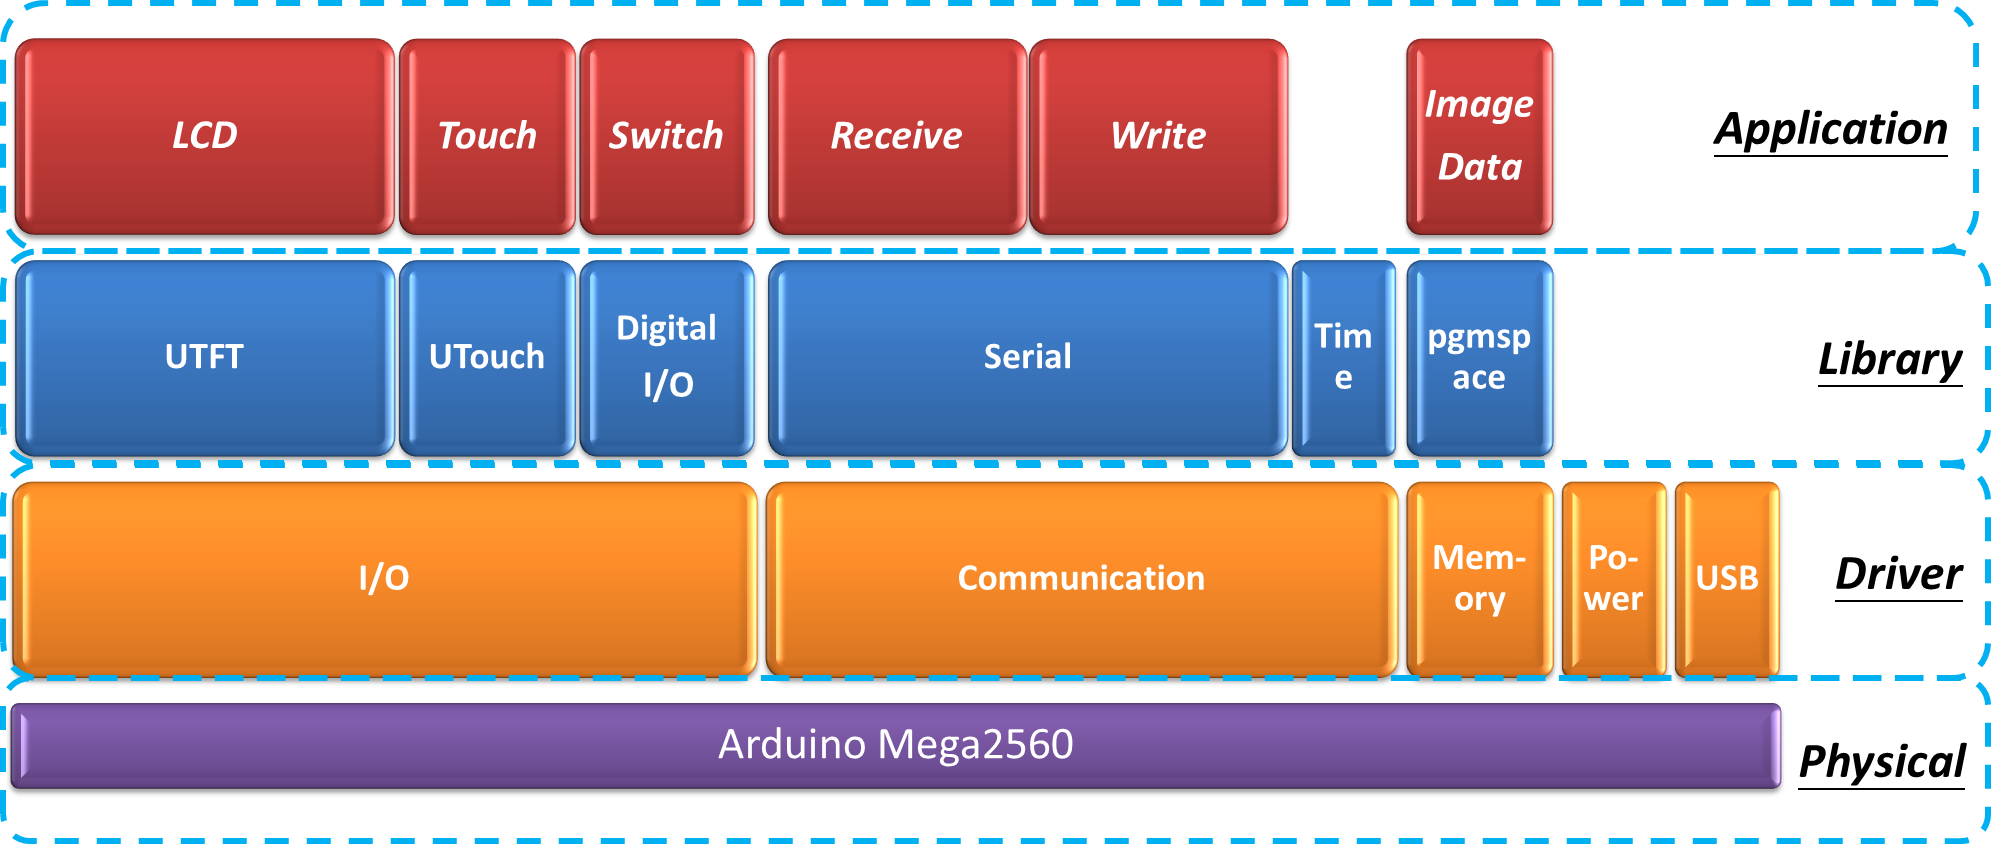 LCD
Touch
Switch
Receive
Write
Image
Data
Application
UTFT
UTouch
Digital
I/O
Serial
Tim
e
pgmsp
ace
Library
I/O
Communication
Mem-
ory
Po-
wer
USB
Driver
Arduino Mega2560
Physical